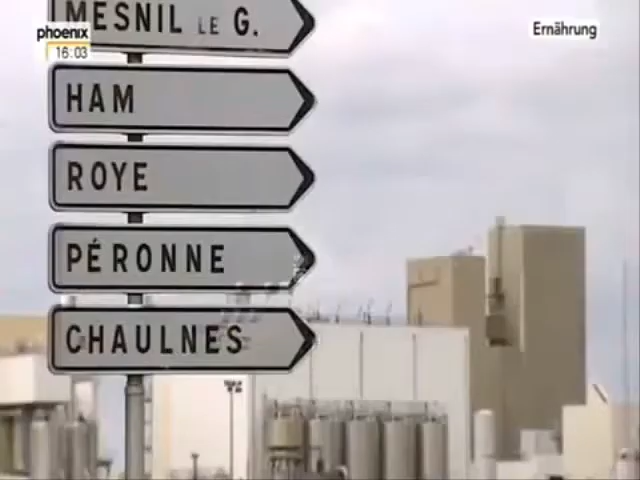 MESNIL LE G.
phoenix
16:03
Ernährung
HAM
ROYE
PÉRONNE
CHAULNES